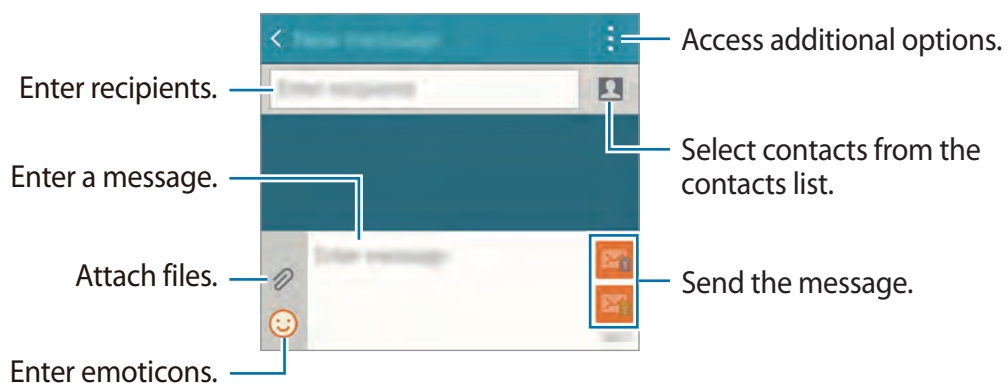 Access additional options.
Enter recipients.
Select contacts from the
contacts list.
Enter a message.
Attach files.
Send the message.
Enter emoticons.